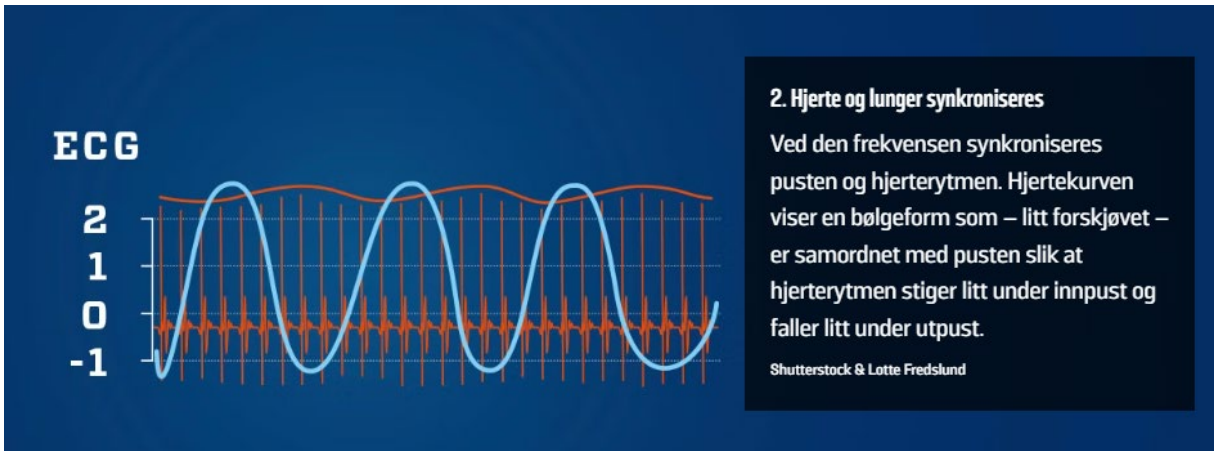 ECG
2
1
0
-1
2. Hjerte og lunger synkroniseres
Ved den frekvensen synkroniseres
pusten og hjerterytmen. Hjertekurven
viser en bølgeform som – litt forskjøvet –
er samordnet med pusten slik at
hjerterytmen stiger litt under innpust og
faller litt under utpust.
Shutterstock & Lotte Fredslund